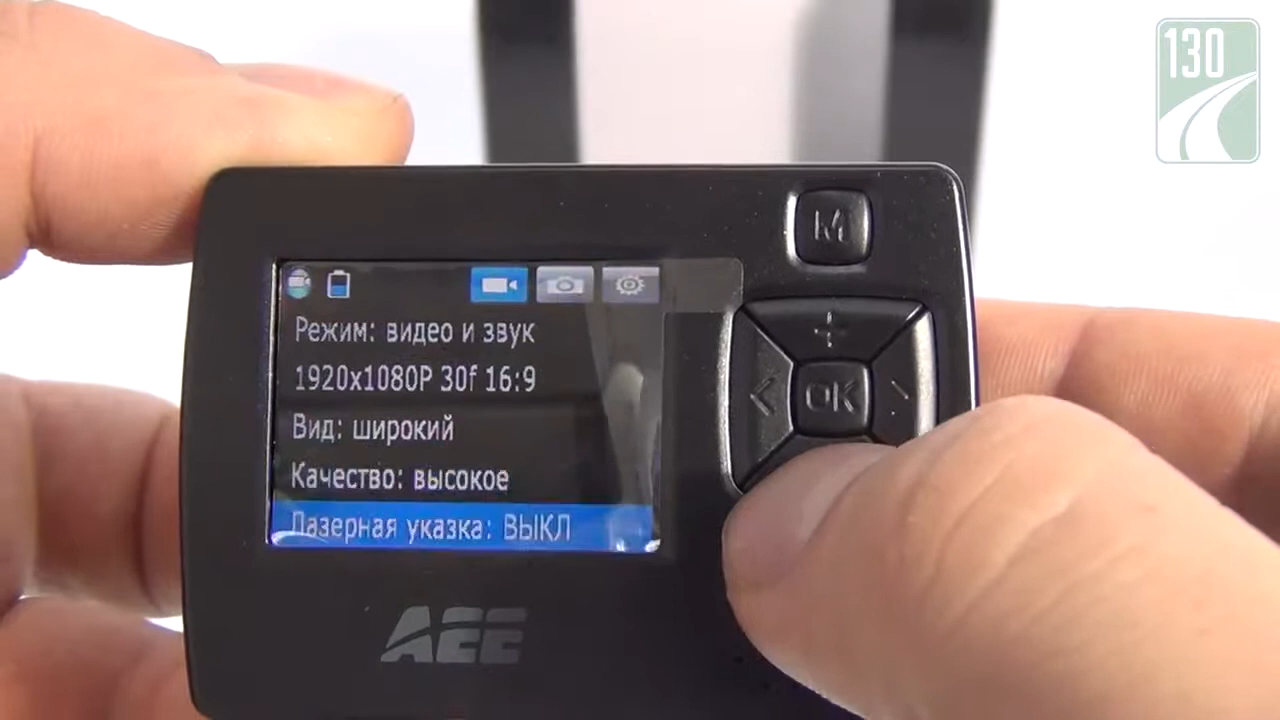 130
M
Режим: видео и звук
1920x1080P 30f 16:9
Вид: широкий
Качество: высокое
Лазерная указка: ВЫКЛ
+
< OK >
AEE